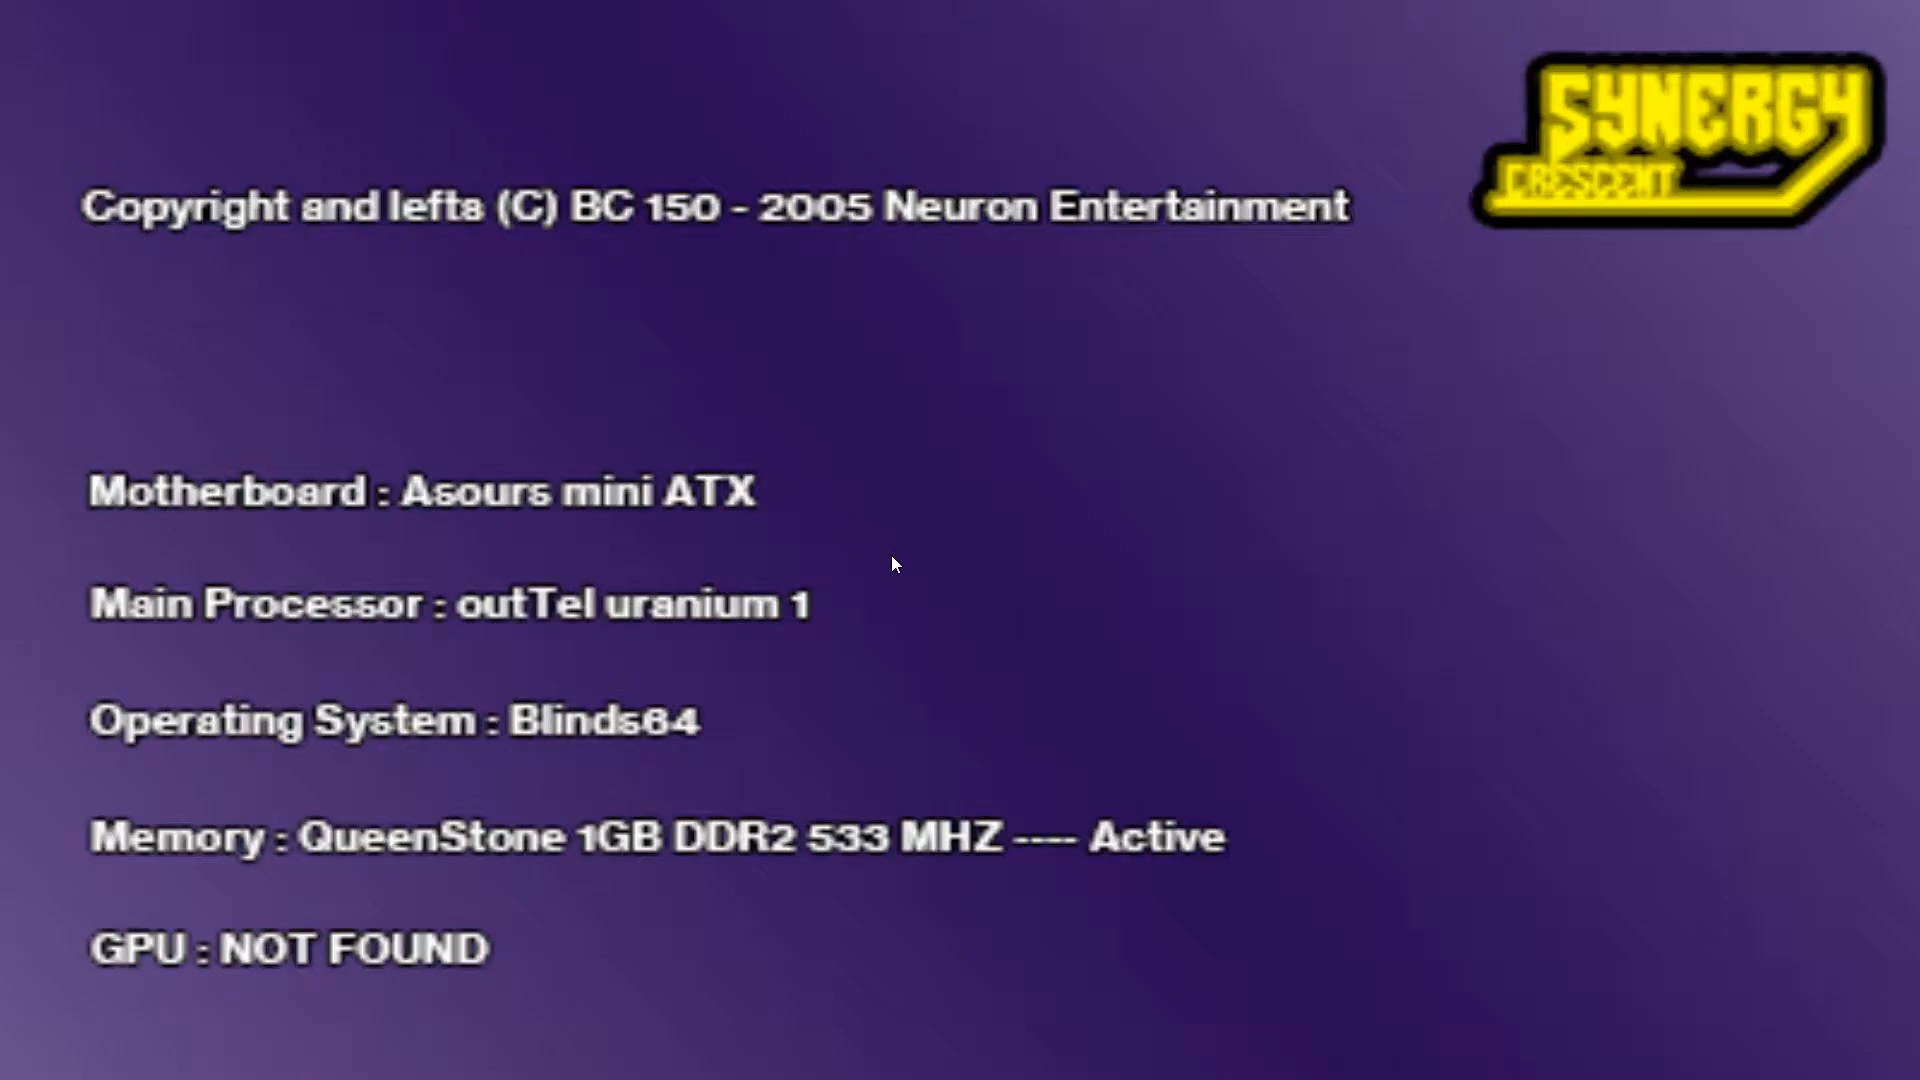 SYNERGY
CRESCENT
Copyright and lefts (C) BC 150 - 2005 Neuron Entertainment
Motherboard : Asours mini ATX
Main Processor : outTel uranium 1
Operating System : Blinds64
Memory : QueenStone 1GB DDR2 533 MHZ ---- Active
GPU : NOT FOUND